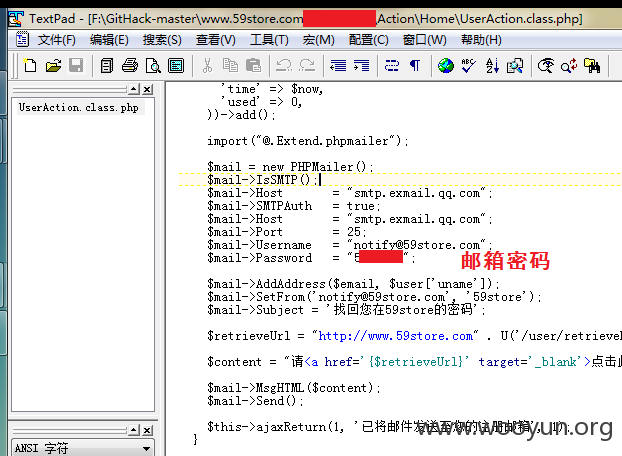 TextPad - [F:\GitHack-master\www.59store.com Action\Home\UserAction.class.php]
文件(F) 编辑(E) 搜索(S) 查看(V) 工具(T) 宏(M) 配置(C) 窗口(W) 帮助(H)
UserAction.class.php
'time' => $now,
'used' => 0,
))->add();
import("@.Extend.phpmailer");
$mail = new PHPMailer();
$mail->IsSMTP();
$mail->Host = "smtp.exmail.qq.com";
$mail->SMTPAuth = true;
$mail->Host = "smtp.exmail.qq.com";
$mail->Port = 25;
$mail->Username = "notify@59store.com";
$mail->Password = "5 ";
邮箱密码
$mail->AddAddress($email, $user['uname']);
$mail->SetFrom('notify@59store.com', '59store');
$mail->Subject = '找回您在59store的密码';
$retrieveUrl = "http://www.59store.com" . U('/user/retrieve
$content = "请<a href='{$retrieveUrl}' target='_blank'>点击此
$mail->MsgHTML($content);
$mail->Send();
$this->ajaxReturn(1, '已将邮件发送至您的注册邮箱', 1);
}
www.wooyun.org
ANSI 字符